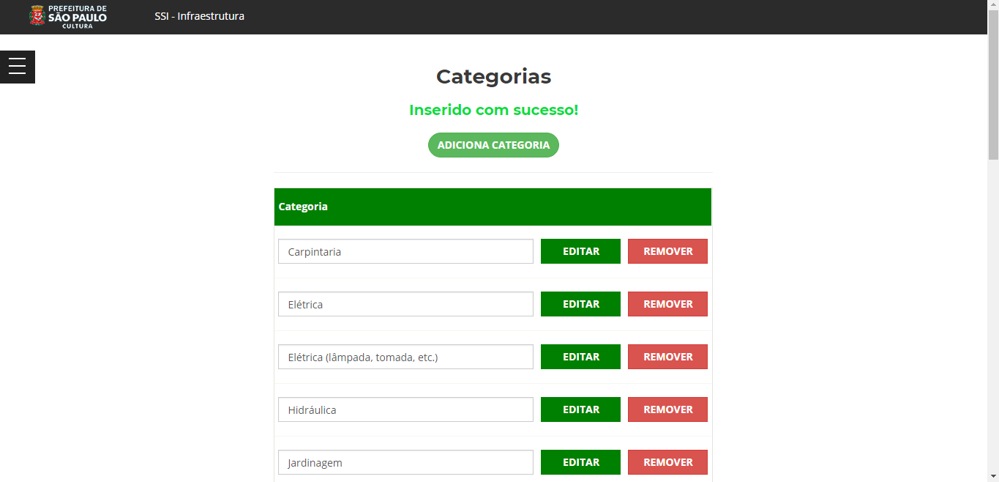 PREFEITURA DE
SÃO PAULO
CULTURA
SSI - Infraestrutura
Categorias
Inserido com sucesso!
ADICIONA CATEGORIA
Categoria
Carpintaria EDITAR REMOVER
Elétrica EDITAR REMOVER
Elétrica (lâmpada, tomada, etc.) EDITAR REMOVER
Hidráulica EDITAR REMOVER
Jardinagem EDITAR REMOVER